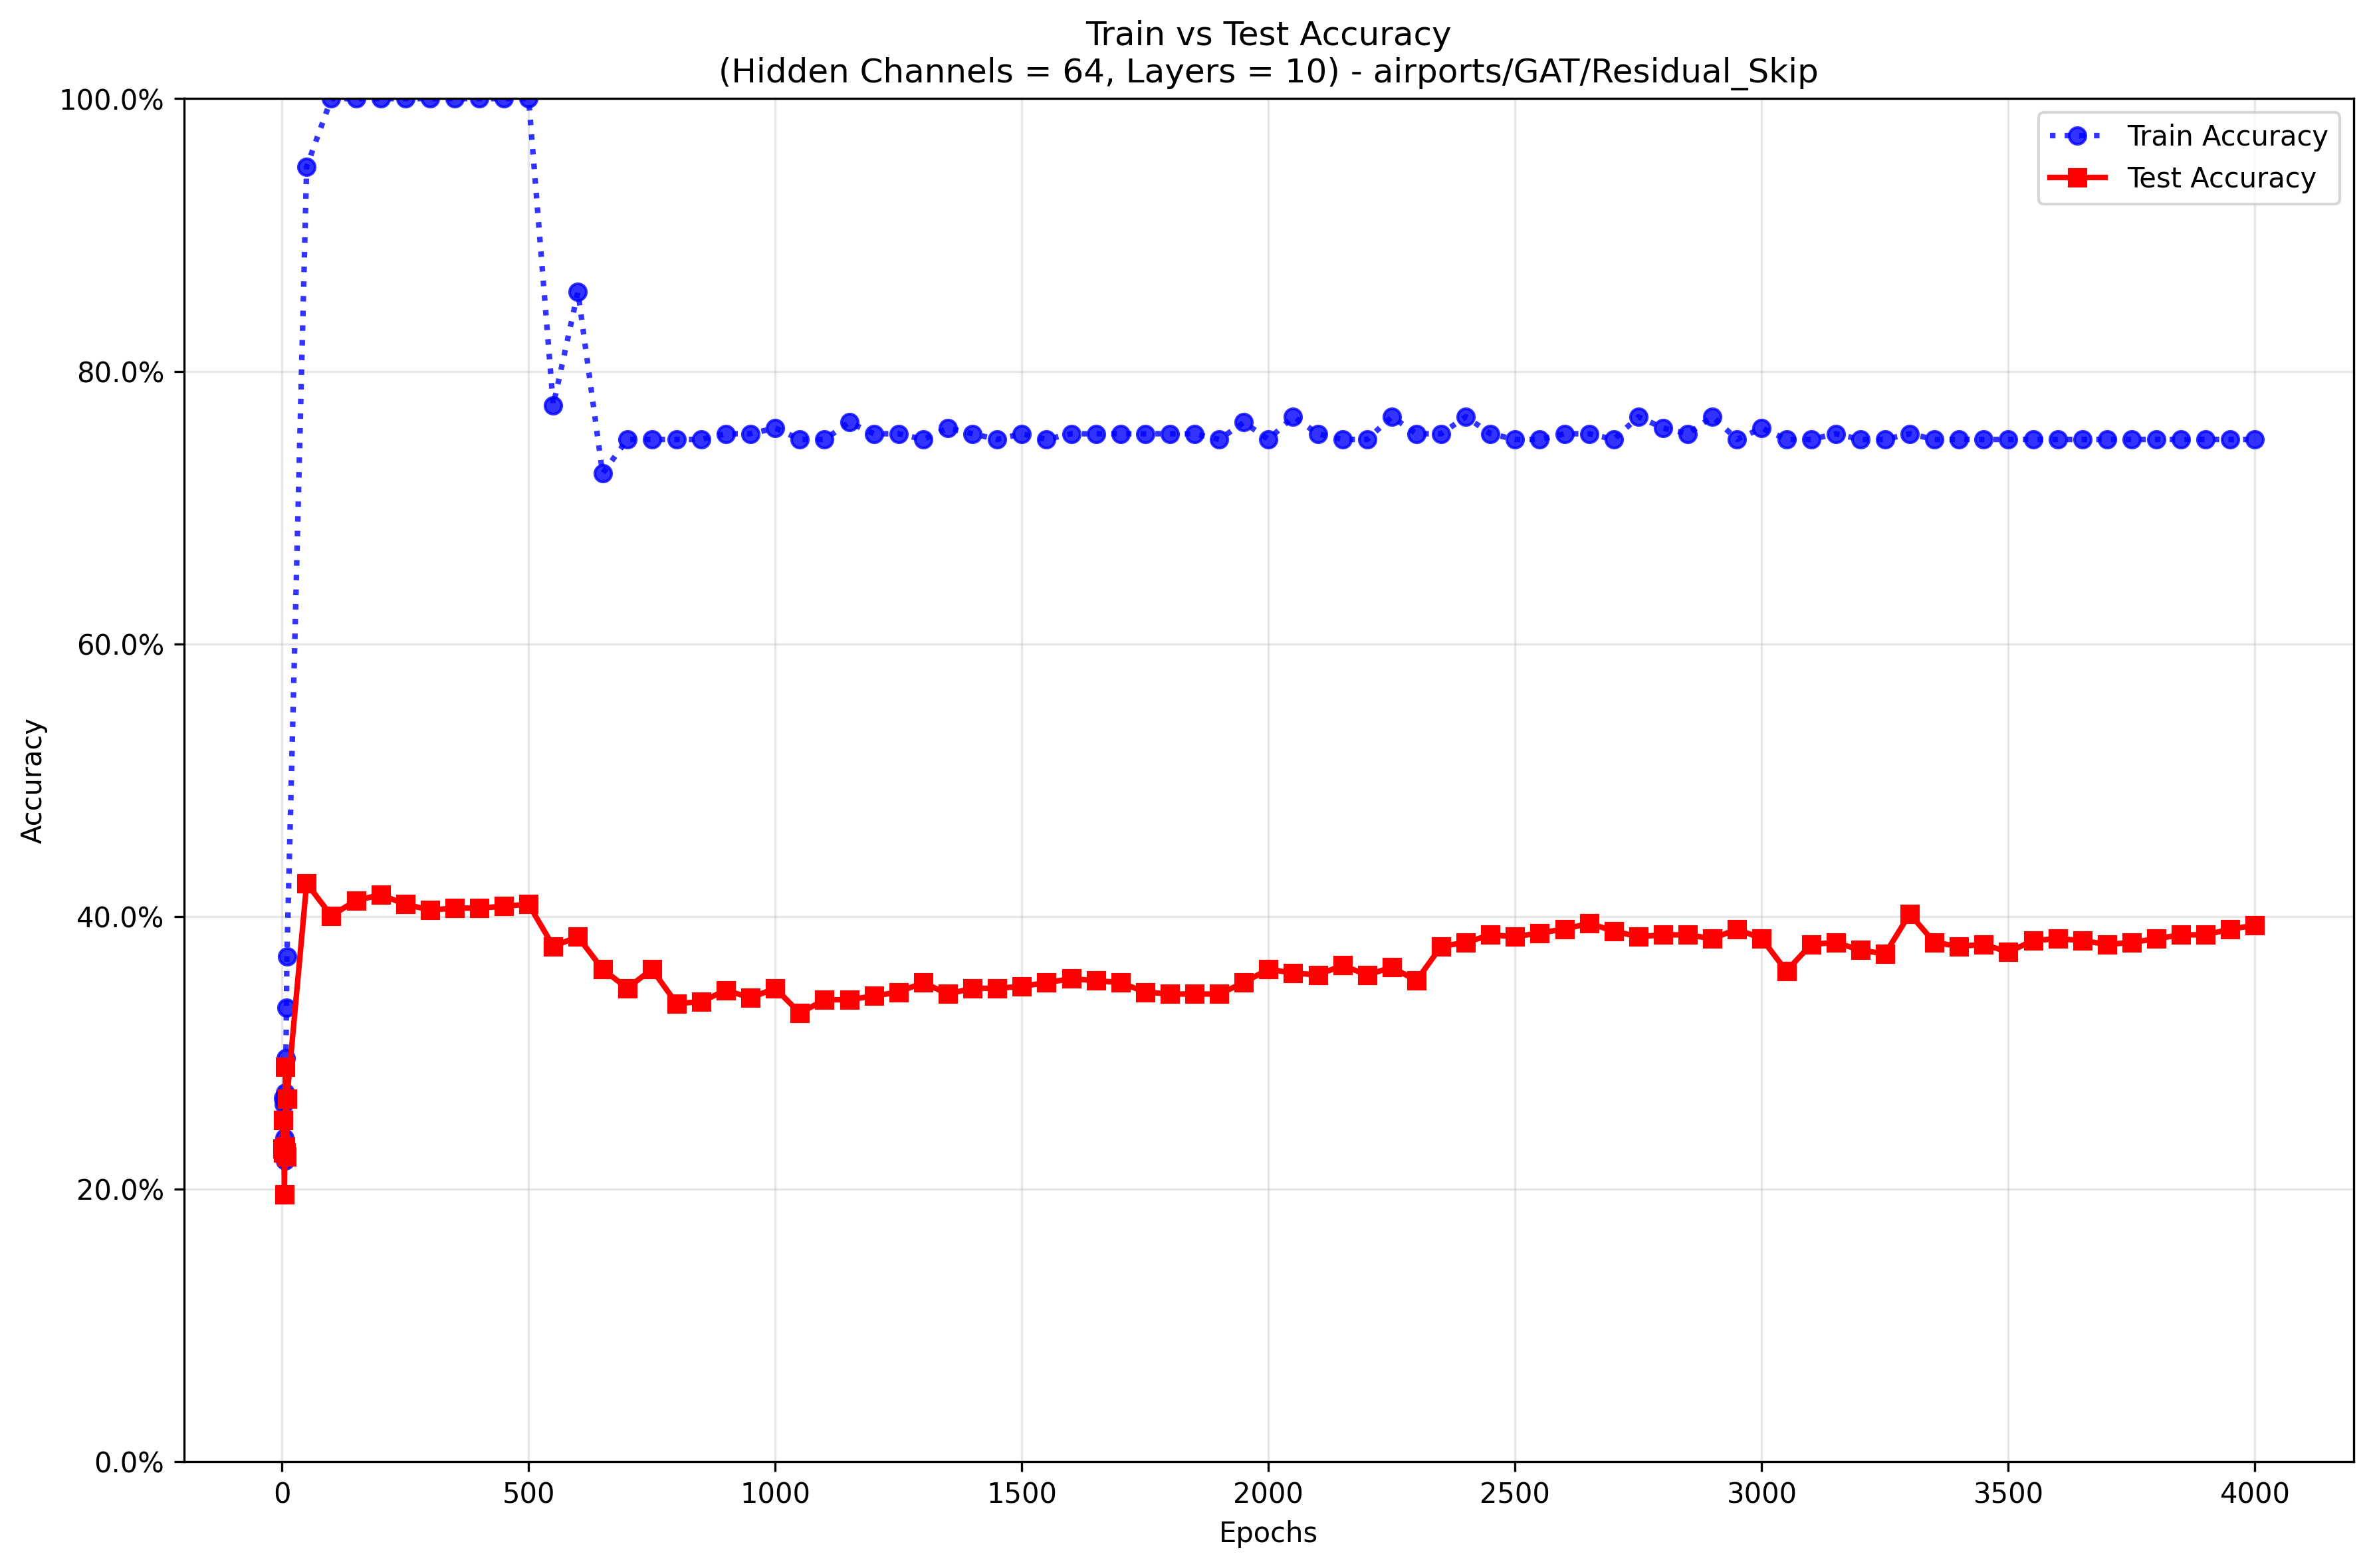 Train vs Test Accuracy
(Hidden Channels = 64, Layers = 10) - airports/GAT/Residual_Skip
100.0%
80.0%
60.0%
40.0%
20.0%
0.0%
Accuracy
Train Accuracy
Test Accuracy
0 500 1000 1500 2000 2500 3000 3500 4000
Epochs